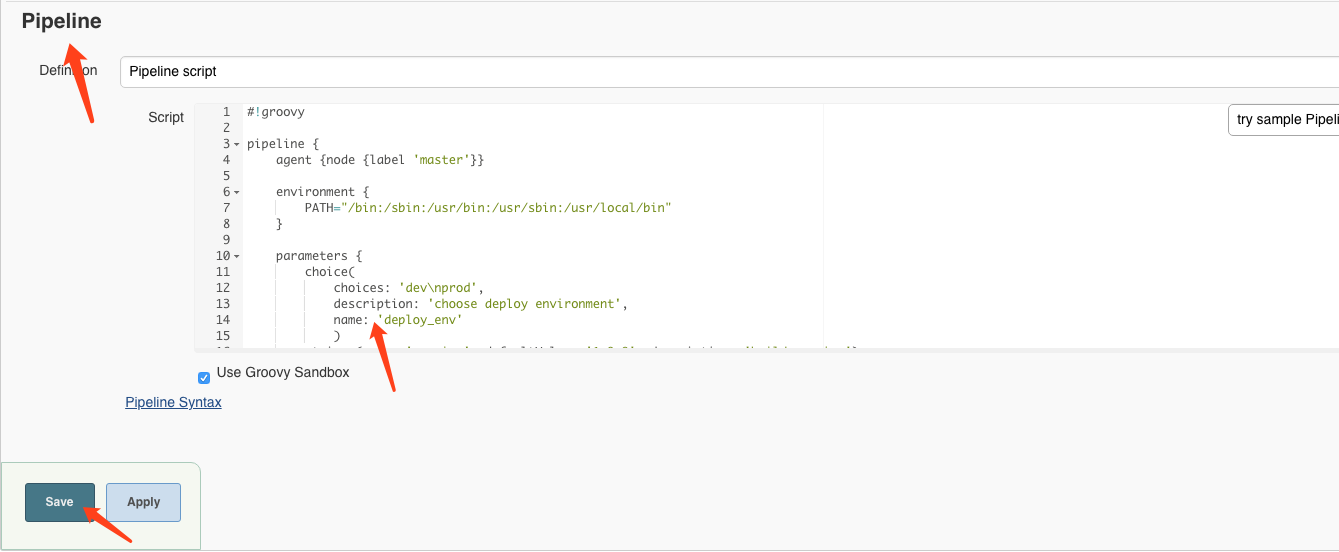 Pipeline
Definition
Pipeline script
Script
try sample Pipeli
1 #!groovy
2
3 pipeline {
4 agent {node {label 'master'}}
5
6 environment {
7 PATH="/bin:/sbin:/usr/bin:/usr/sbin:/usr/local/bin"
8 }
9
10 parameters {
11 choice(
12 choices: 'dev\nprod',
13 description: 'choose deploy environment',
14 name: 'deploy_env'
15 )
Use Groovy Sandbox
Pipeline Syntax
Save
Apply